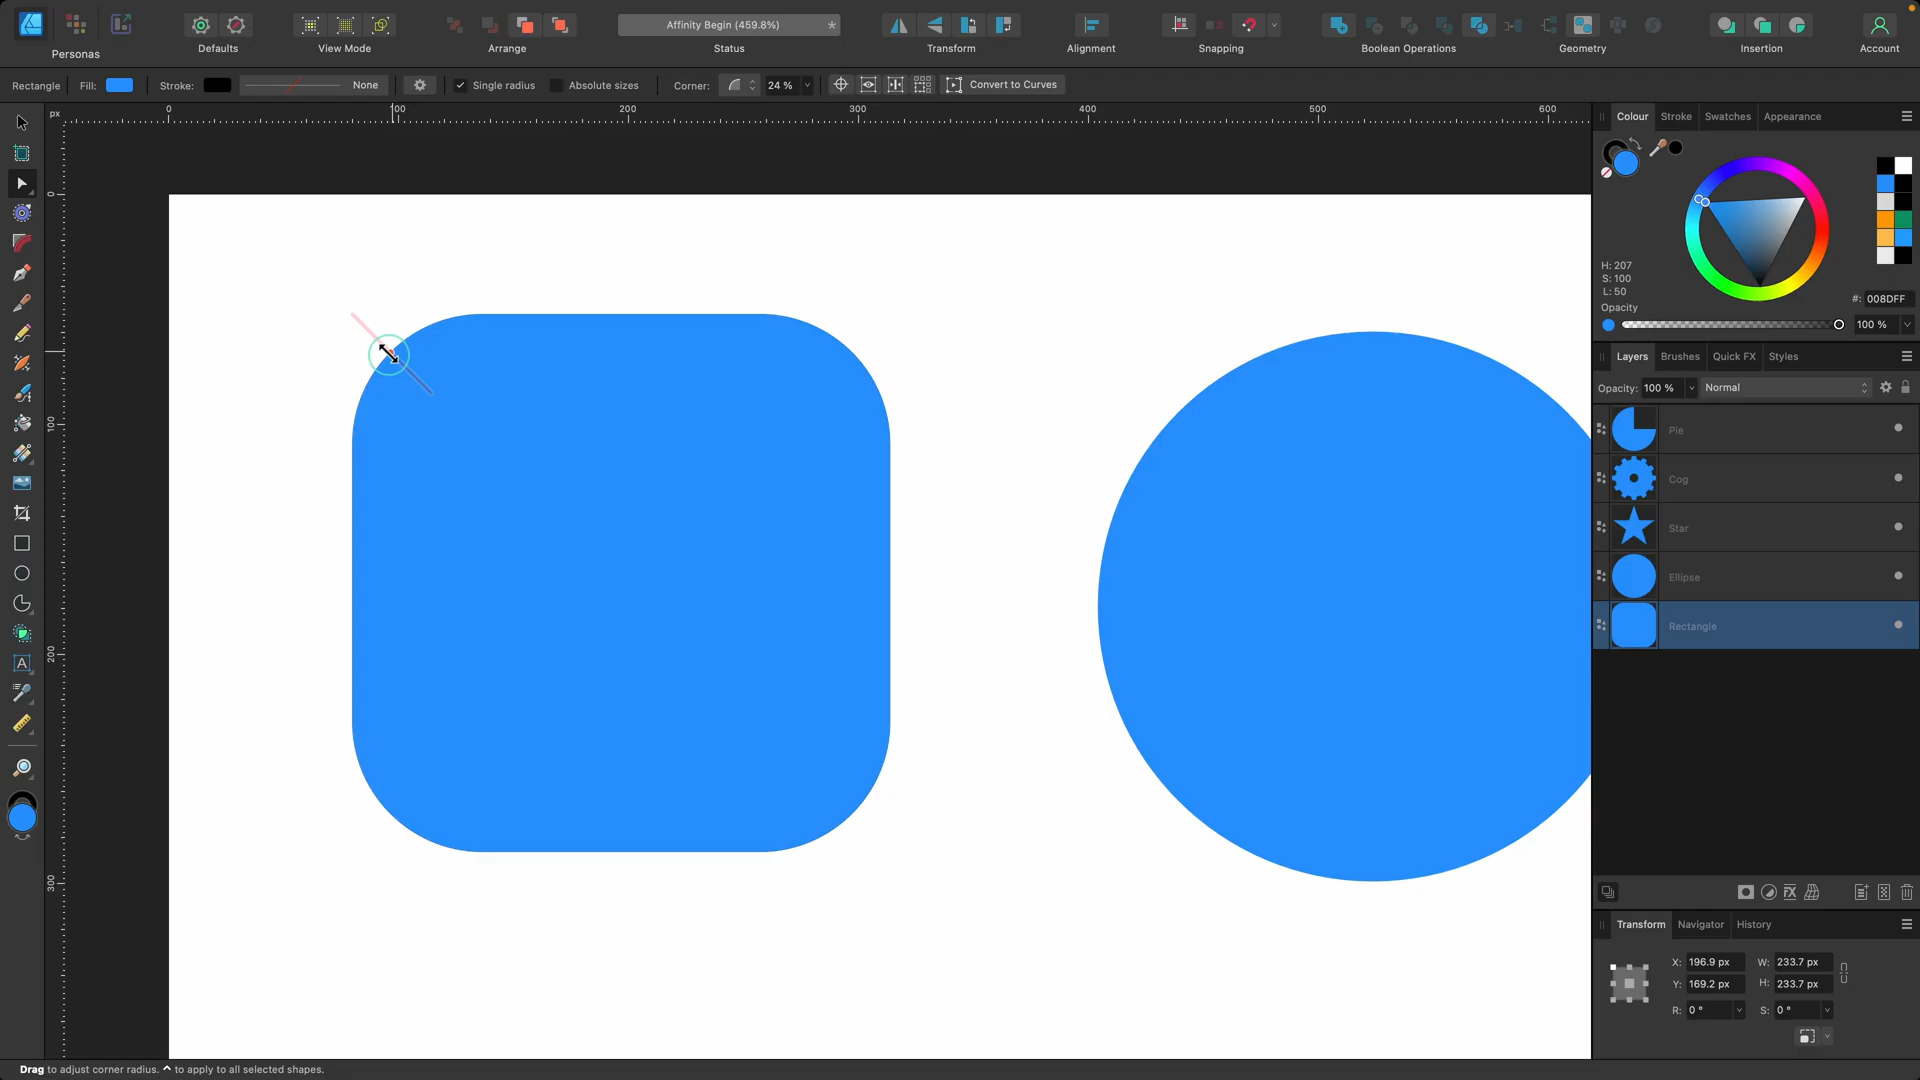 Affinity Begin (459.8%) *
Personas
Defaults
View Mode
Arrange
Status
Transform
Alignment
Snapping
Boolean Operations
Geometry
Insertion
Account
Rectangle
Fill:
Stroke:
None
Single radius
Absolute sizes
Corner:
24 %
Convert to Curves
px
0
100
200
300
400
500
600
0
100
200
300
Colour
Stroke
Swatches
Appearance
H: 207
S: 100
L: 50
#: 008DFF
Opacity
100 %
Layers
Brushes
Quick FX
Styles
Opacity: 100 %
Normal
Pie
Cog
Star
Ellipse
Rectangle
Transform
Navigator
History
X: 196.9 px
W: 233.7 px
Y: 169.2 px
H: 233.7 px
R: 0 °
S: 0 °
Drag to adjust corner radius. ⌃ to apply to all selected shapes.